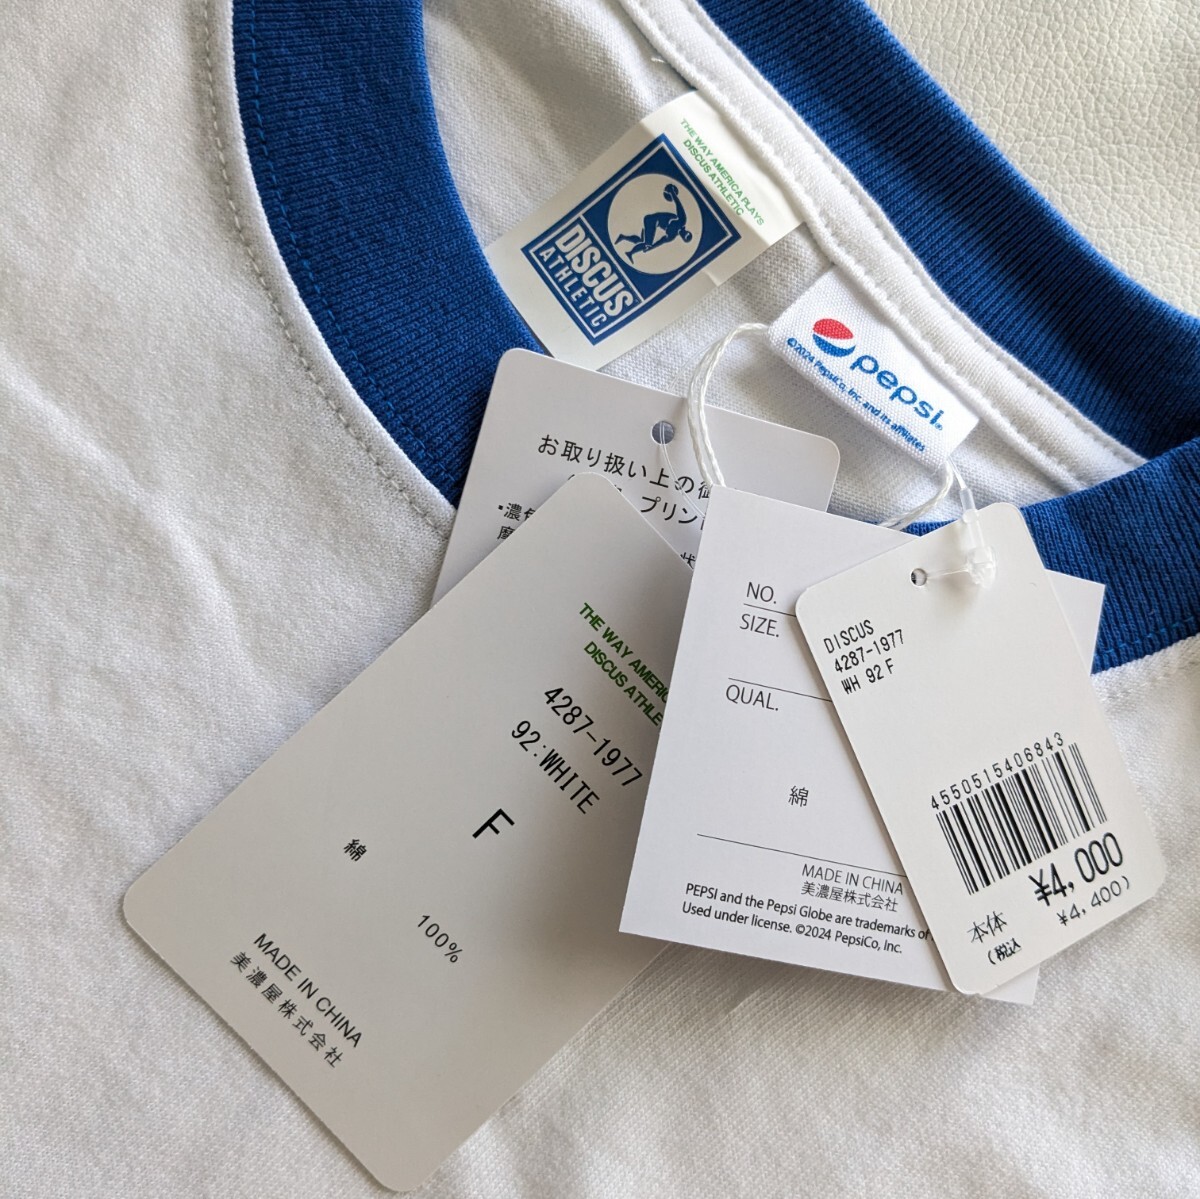 THE WAY AMERICA PLAYS
DISCUS ATHLETIC
DISCUS
ATHLETIC
pepsi
©2024 PepsiCo, Inc. and its affiliates
お取り扱い上の
プリン
・濃
THE WAY AMERIC
DISCUS ATHLE
4287-1977
92:WHITE
F
綿
100%
MADE IN CHINA
美濃屋株式会社
NO.
SIZE.
QUAL.
綿
MADE IN CHINA
美濃屋株式会社
PEPSI and the Pepsi Globe are trademarks of
Used under license. ©2024 PepsiCo, Inc.
DISCUS
4287-1977
WH 92 F
4550515406843
本体 ¥4,000
(税込 ¥4,400)